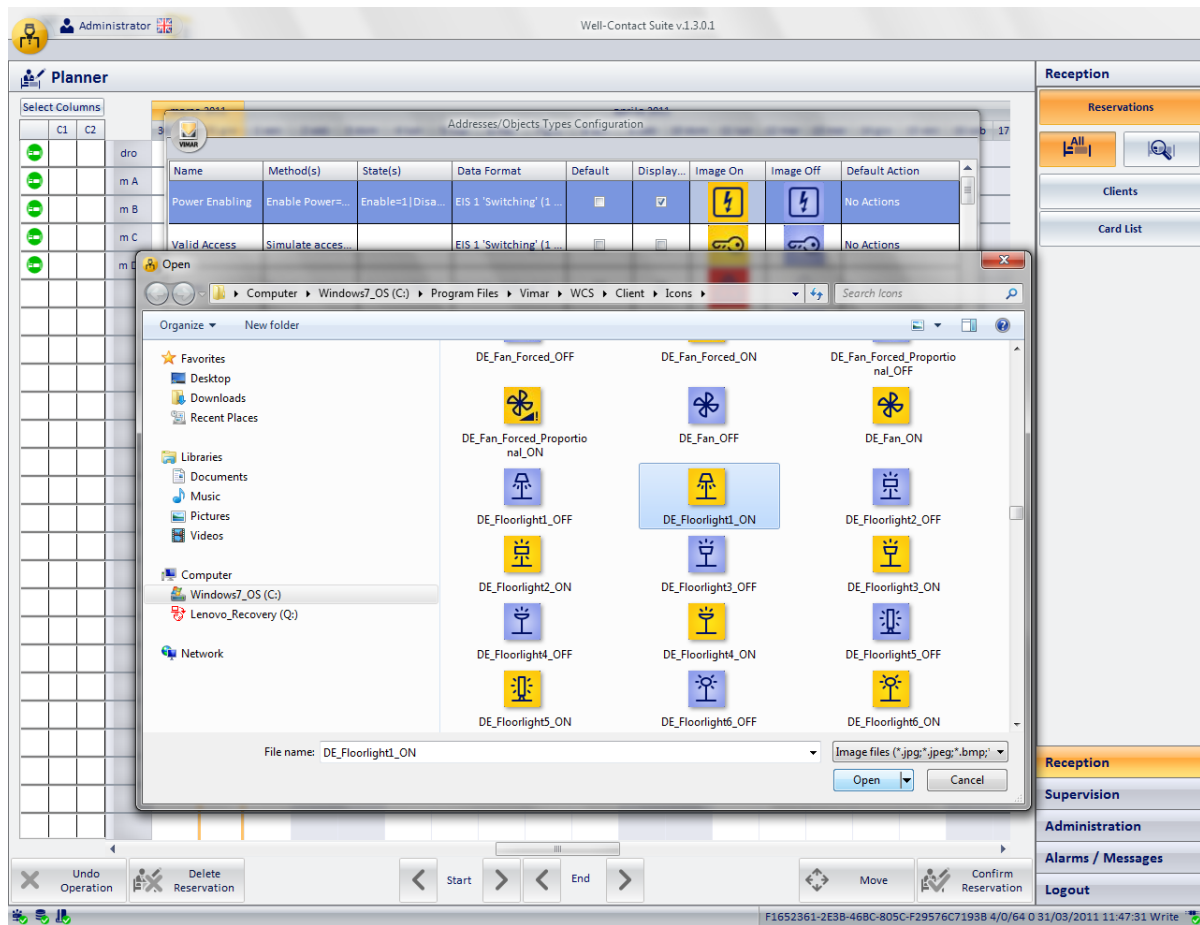 Administrator
Well-Contact Suite v.1.3.0.1
Planner
Select Columns
C1 C2
dro
m A
m B
m C
Addresses/Objects Types Configuration
VIMAR
17
Name Method(s) State(s) Data Format Default Display... Image On Image Off Default Action
Power Enabling Enable Power=... Enable=1|Disa... EIS 1 'Switching' (1 ... No Actions
Valid Access Simulate acces... EIS 1 'Switching' (1 ... No Actions
Open
Computer Windows7_OS (C:) Program Files Vimar WCS Client Icons
Search Icons
Organize New folder
Favorites
Desktop
Downloads
Recent Places
Libraries
Documents
Music
Pictures
Videos
Computer
Windows7_OS (C:)
Lenovo_Recovery (Q:)
Network
DE_Fan_Forced_OFF DE_Fan_Forced_ON DE_Fan_Forced_Proportio
nal_OFF
DE_Fan_Forced_Proportio
nal_ON
DE_Fan_OFF DE_Fan_ON
DE_Floorlight1_OFF DE_Floorlight1_ON DE_Floorlight2_OFF
DE_Floorlight2_ON DE_Floorlight3_OFF DE_Floorlight3_ON
DE_Floorlight4_OFF DE_Floorlight4_ON DE_Floorlight5_OFF
DE_Floorlight5_ON DE_Floorlight6_OFF DE_Floorlight6_ON
File name: DE_Floorlight1_ON
Image files (*.jpg;*.jpeg;*.bmp;
Open Cancel
Reception
Reservations
All
Clients
Card List
Reception
Supervision
Administration
Alarms / Messages
Logout
Undo
Operation
Delete
Reservation
Start
End
Move
Confirm
Reservation
F1652361-2E3B-46BC-805C-F29576C7193B 4/0/64 0 31/03/2011 11:47:31 Write